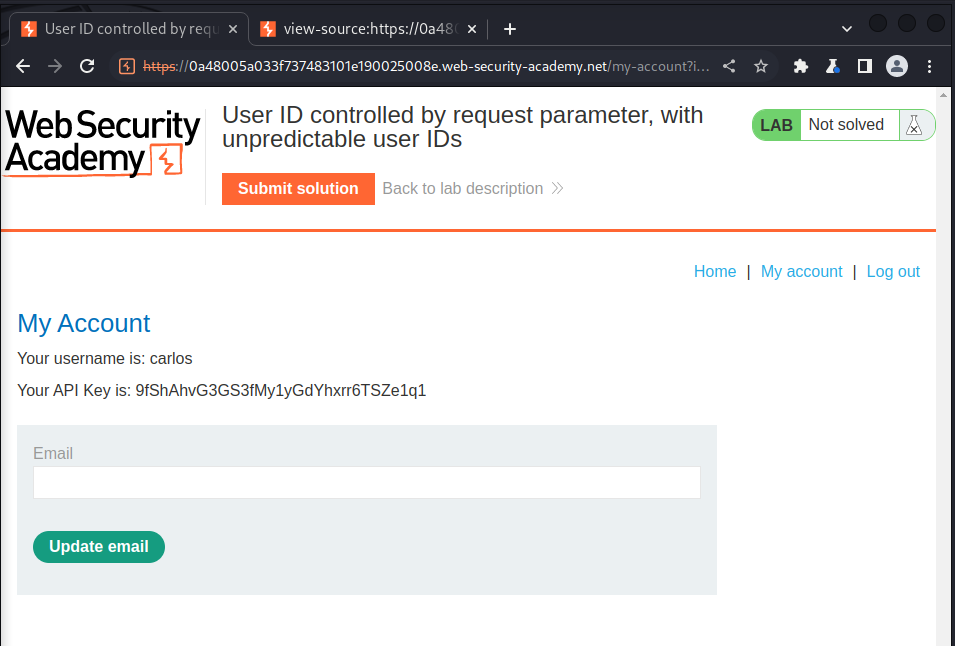 User ID controlled by requ
view-source:https://0a480
https://0a48005a033f737483101e190025008e.web-security-academy.net/my-account?i...
Web Security
Academy
User ID controlled by request parameter, with
unpredictable user IDs
LAB Not solved
Submit solution Back to lab description
Home | My account | Log out
My Account
Your username is: carlos
Your API Key is: 9fShAhvG3GS3fMy1yGdYhxrr6TSZe1q1
Email
Update email